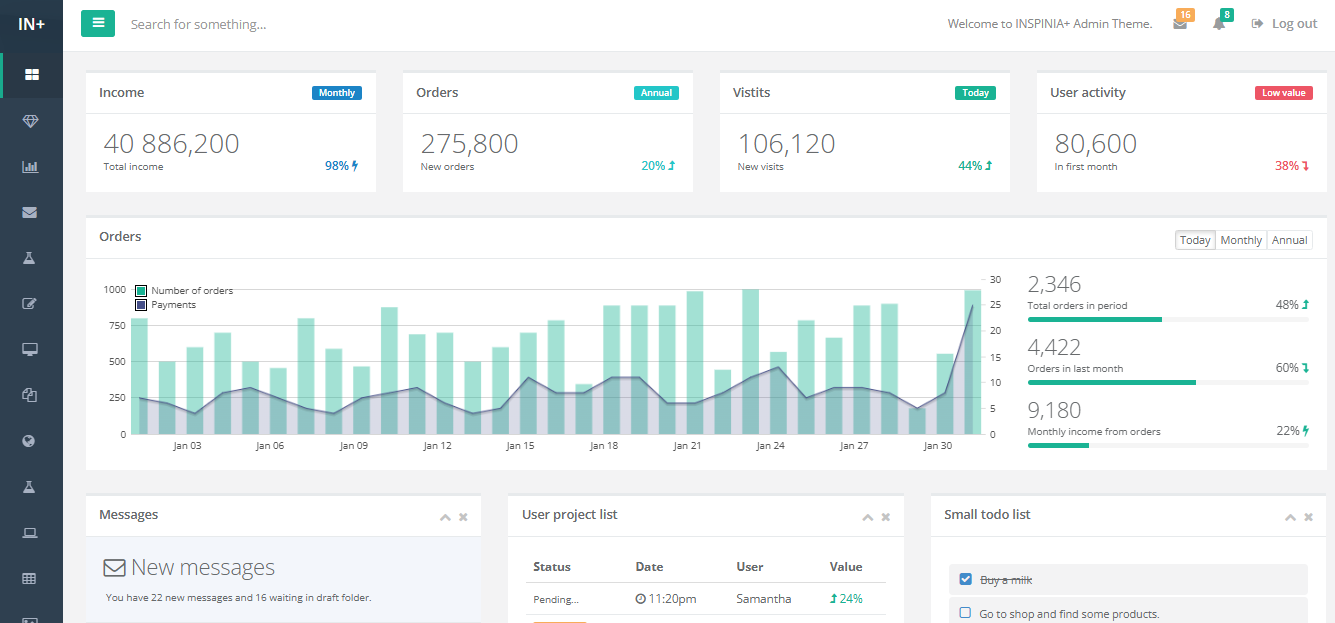 IN+
Search for something...
Welcome to INSPINIA+ Admin Theme.
16
8
Log out
Income
Monthly
40 886,200
Total income
98%
Orders
Annual
275,800
New orders
20%
Vistits
Today
106,120
New visits
44%
User activity
Low value
80,600
In first month
38%
Orders
Today
Monthly
Annual
Number of orders
Payments
1000
750
500
250
0
30
25
20
15
10
5
0
Jan 03
Jan 06
Jan 09
Jan 12
Jan 15
Jan 18
Jan 21
Jan 24
Jan 27
Jan 30
2,346
Total orders in period
48%
4,422
Orders in last month
60%
9,180
Monthly income from orders
22%
Messages
New messages
You have 22 new messages and 16 waiting in draft folder.
User project list
Status Date User Value
Pending... 11:20pm Samantha 24%
Small todo list
Buy a milk
Go to shop and find some products.